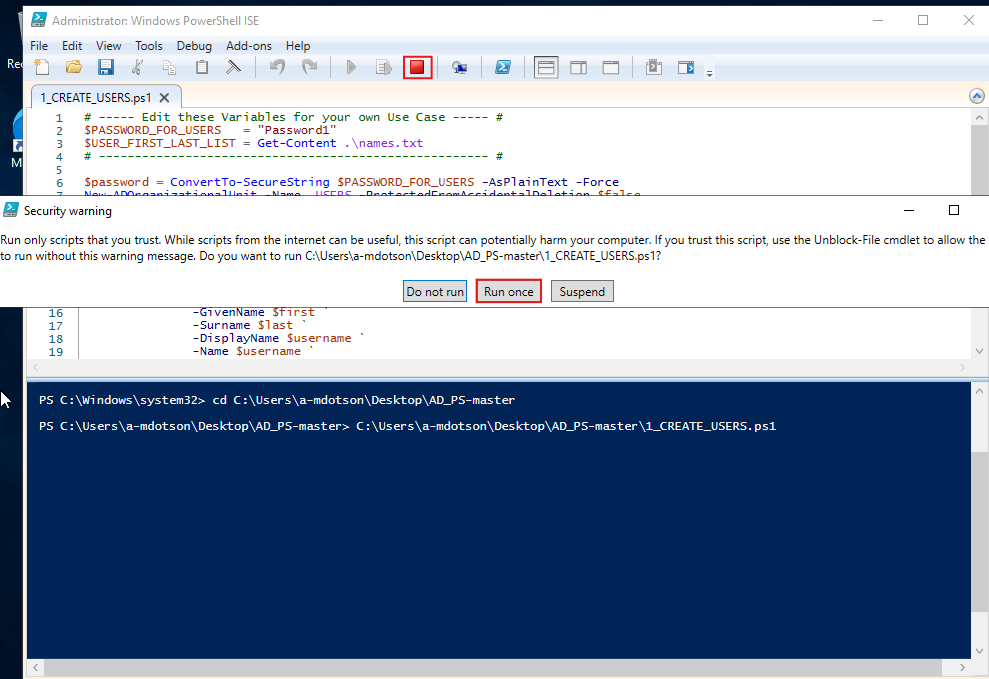 Administrator: Windows PowerShell ISE
File Edit View Tools Debug Add-ons Help
1_CREATE_USERS.ps1
1 # ----- Edit these Variables for your own Use Case ----- #
2 $PASSWORD_FOR_USERS = "Password1"
3 $USER_FIRST_LAST_LIST = Get-Content .\names.txt
4 # ------------------------------------------------------ #
5
6 $password = ConvertTo-SecureString $PASSWORD_FOR_USERS -AsPlainText -Force
7 New-ADOrganizationalUnit -Name _USERS -ProtectedFromAccidentalDeletion $false
Security warning
Run only scripts that you trust. While scripts from the internet can be useful, this script can potentially harm your computer. If you trust this script, use the Unblock-File cmdlet to allow the
to run without this warning message. Do you want to run C:\Users\a-mdotson\Desktop\AD_PS-master\1_CREATE_USERS.ps1?
Do not run Run once Suspend
16 -GivenName $first `
17 -Surname $last `
18 -DisplayName $username `
19 -Name $username `
PS C:\Windows\system32> cd C:\Users\a-mdotson\Desktop\AD_PS-master
PS C:\Users\a-mdotson\Desktop\AD_PS-master> C:\Users\a-mdotson\Desktop\AD_PS-master\1_CREATE_USERS.ps1